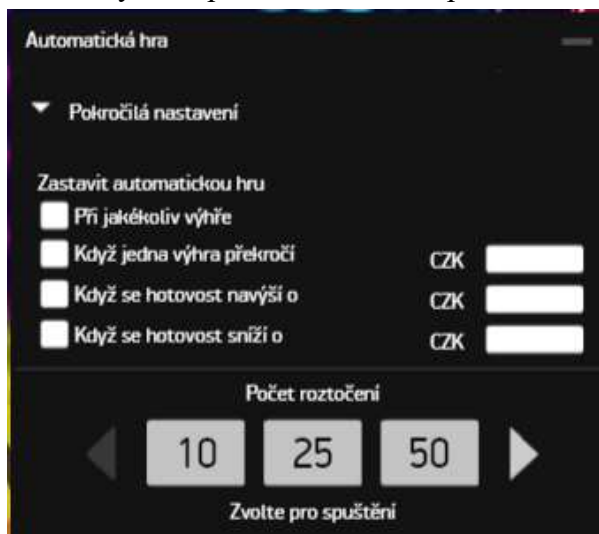 Automatická hra
Pokročilá nastavení
Zastavit automatickou hru
Při jakékoliv výhře
Když jedna výhra překročí CZK
Když se hotovost navýší o CZK
Když se hotovost sníží o CZK
Počet roztočení
10 25 50
Zvolte pro spuštění